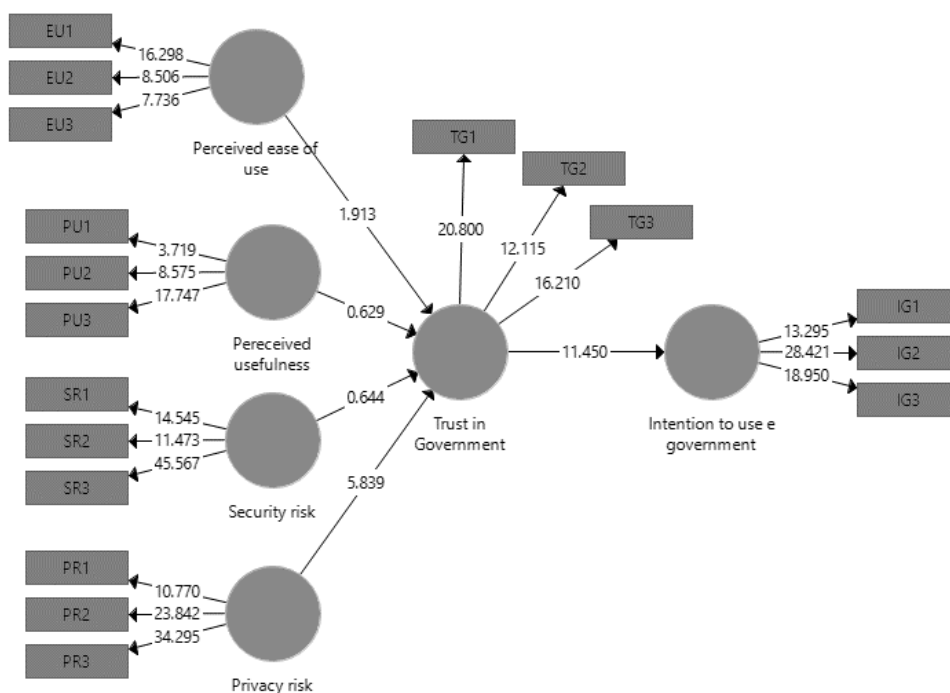 EU1
EU2
EU3
16.298
8.506
7.736
Perceived ease of
use
1.913
PU1
PU2
PU3
3.719
8.575
17.747
Perecived
usefulness
0.629
SR1
SR2
SR3
14.545
11.473
45.567
Security risk
0.644
PR1
PR2
PR3
10.770
23.842
34.295
Privacy risk
5.839
TG1
TG2
TG3
20.800
12.115
16.210
Trust in
Government
11.450
Intention to use e
government
13.295
28.421
18.950
IG1
IG2
IG3